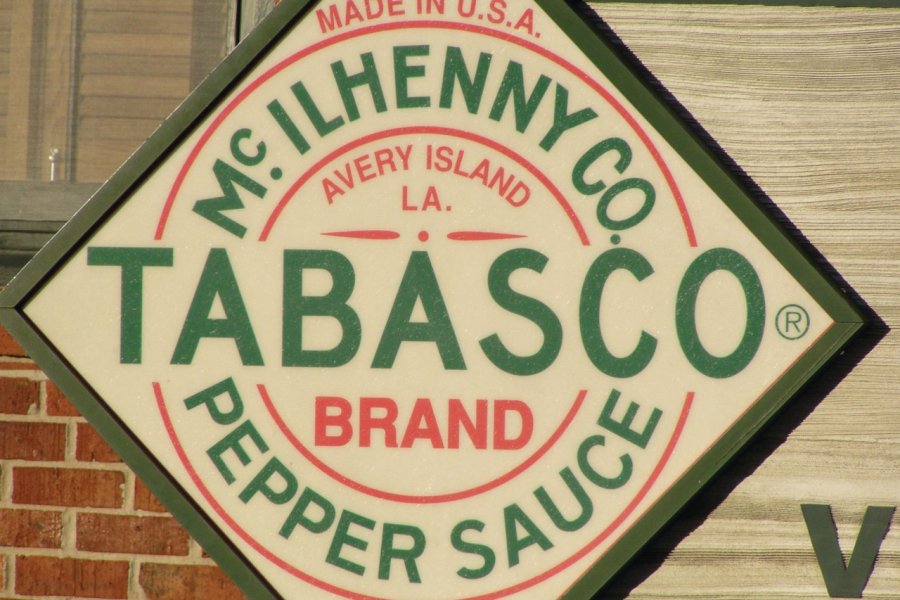 MADE IN U.S.A.
Mc. ILHENNY CO.
AVERY ISLAND
LA.
TABASCO®
BRAND
PEPPER SAUCE
V